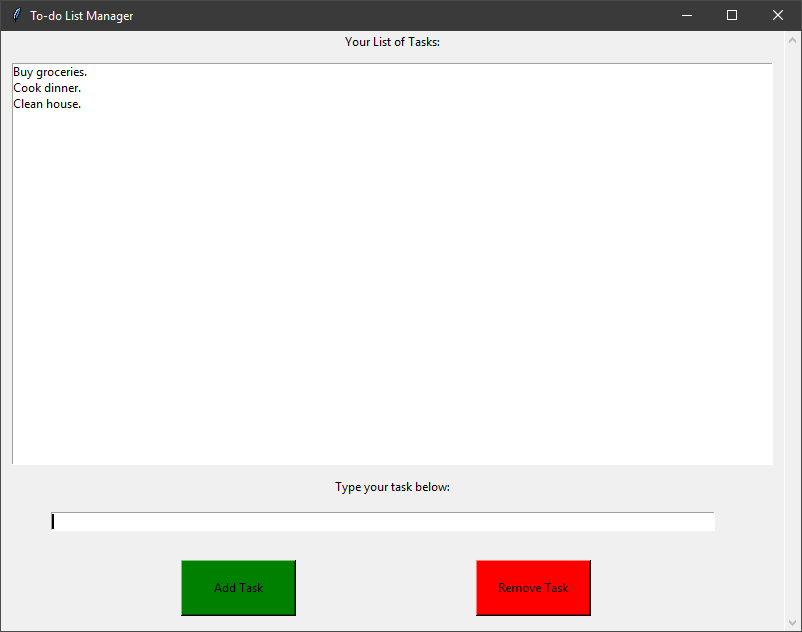 To-do List Manager
Your List of Tasks:
Buy groceries.
Cook dinner.
Clean house.
Type your task below:
Add Task
Remove Task